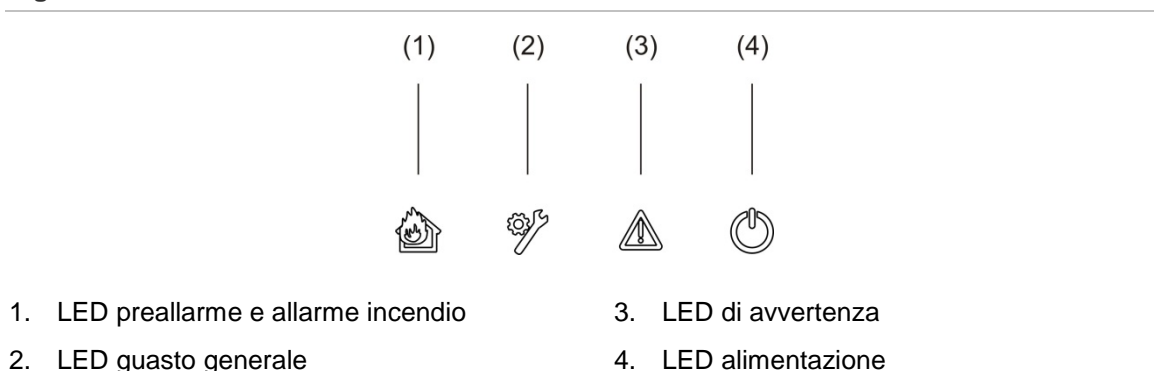 (1) (2) (3) (4)
1. LED preallarme e allarme incendio
2. LED guasto generale
3. LED di avvertenza
4. LED alimentazione